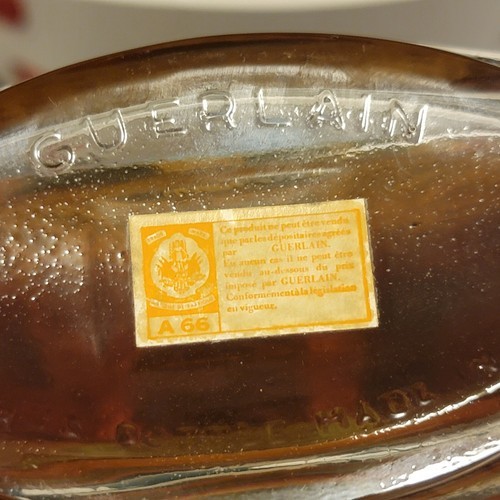 GUERLAIN
Ce produit ne peut être vendu
que par les dépositaires agréés
par GUERLAIN.
En aucun cas il ne peut être
vendu au-dessous du prix
imposé par GUERLAIN.
Conformément à la législation
en vigueur.
A 66
MADE